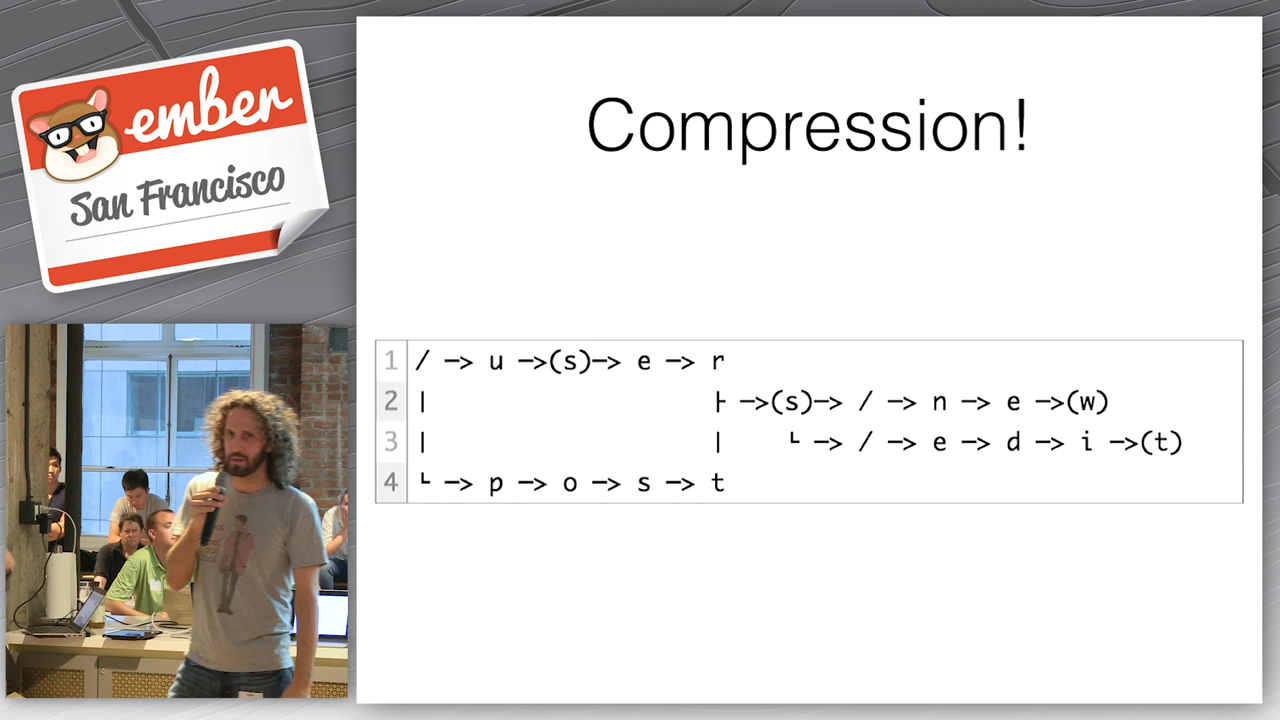 ember
San Francisco
Compression!
1 / -> u ->(s)-> e -> r
2 | ├ ->(s)-> / -> n -> e ->(w)
3 | | └ -> / -> e -> d -> i ->(t)
4 └ -> p -> o -> s -> t